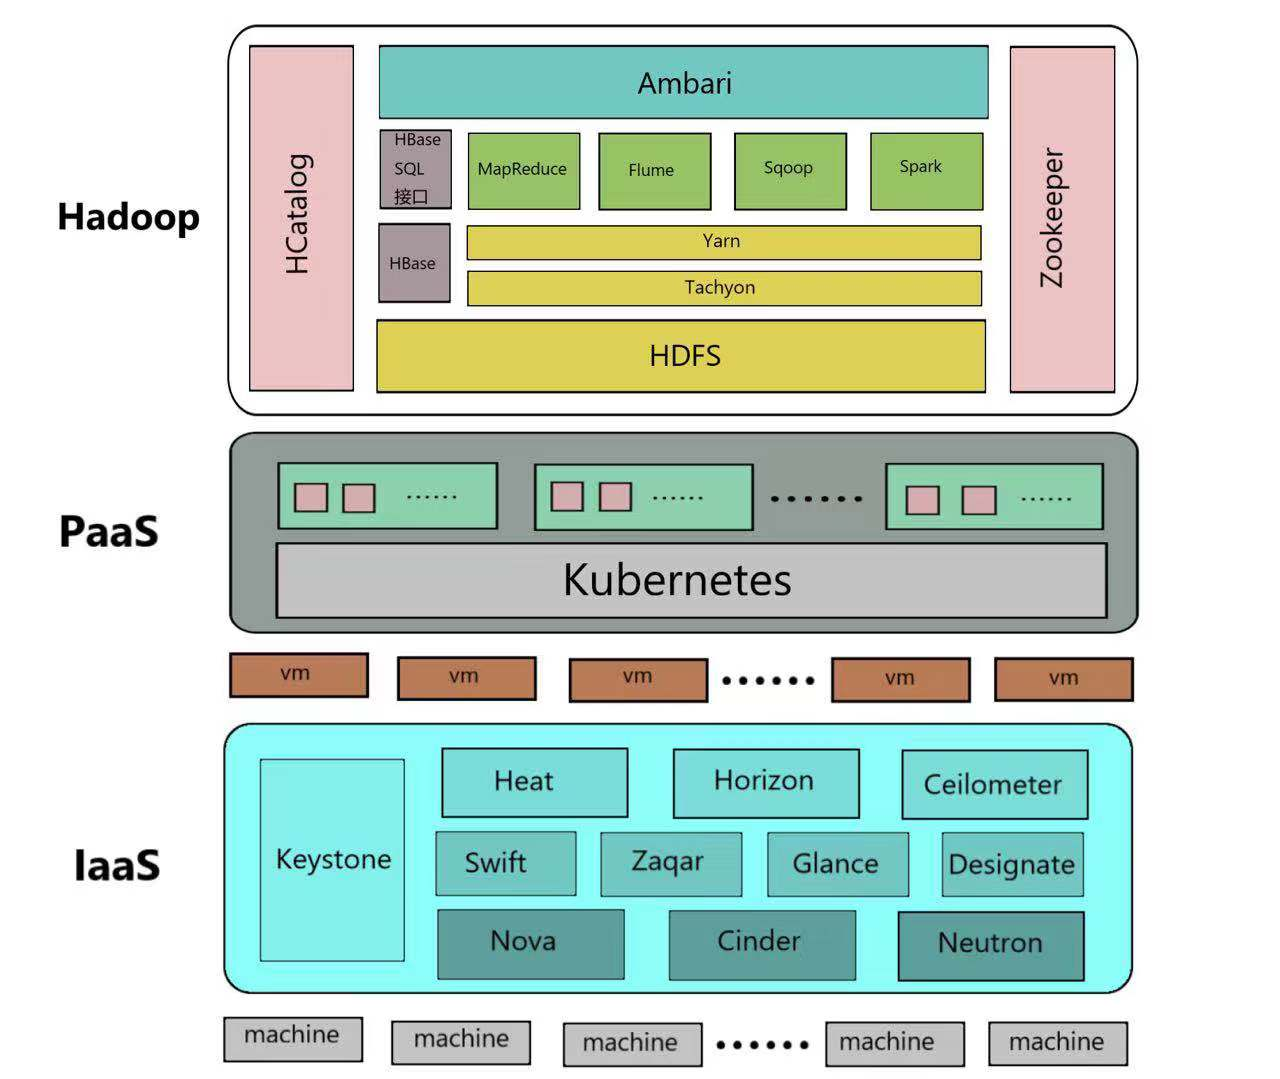 Hadoop
HCatalog
Ambari
Zookeeper
HBase
SQL
接口
MapReduce
Flume
Sqoop
Spark
HBase
Yarn
Tachyon
HDFS
PaaS
......
......
......
......
Kubernetes
vm
vm
vm
......
vm
vm
IaaS
Keystone
Heat
Horizon
Ceilometer
Swift
Zaqar
Glance
Designate
Nova
Cinder
Neutron
machine
machine
machine
......
machine
machine